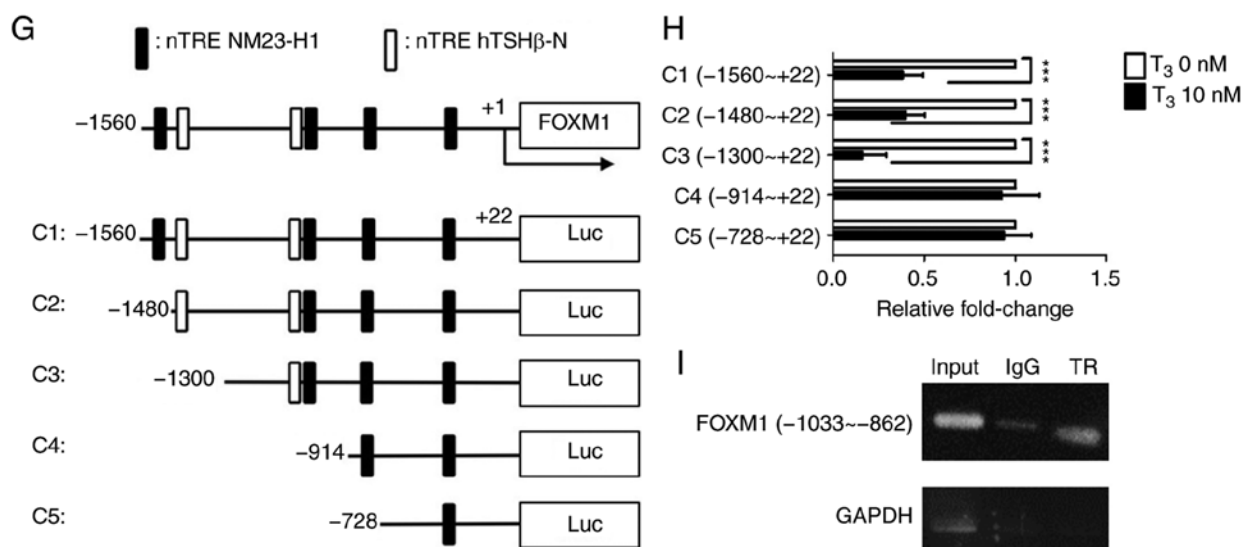 G
: nTRE NM23-H1
: nTRE hTSHβ-N
−1560
+1
FOXM1
C1:
−1560
+22
Luc
C2:
−1480
Luc
C3:
−1300
Luc
C4:
−914
Luc
C5:
−728
Luc
H
T3 0 nM
T3 10 nM
C1 (−1560~+22)
***
C2 (−1480~+22)
***
C3 (−1300~+22)
***
C4 (−914~+22)
C5 (−728~+22)
0.0 0.5 1.0 1.5
Relative fold-change
I
Input IgG TR
FOXM1 (−1033~−862)
GAPDH